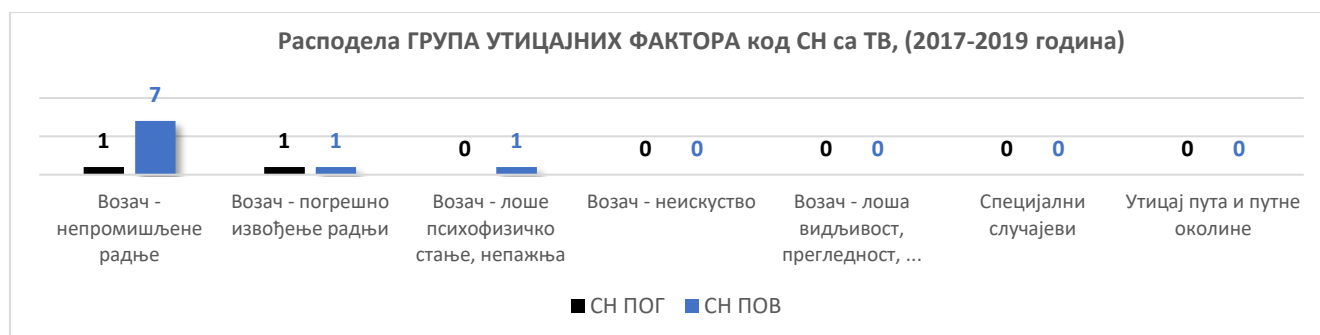 Расподела ГРУПА УТИЦАЈНИХ ФАКТОРА код СН са ТВ, (2017-2019 година)
1 7 1 1 0 1 0 0 0 0 0 0 0 0
Возач -
непромишљене
радње
Возач - погрешно
извођење радњи
Возач - лоше
психофизичко
стање, непажња
Возач - неискуство
Возач - лоша
видљивост,
прегледност, ...
Специјални
случајеви
Утицај пута и путне
околине
СН ПОГ СН ПОВ